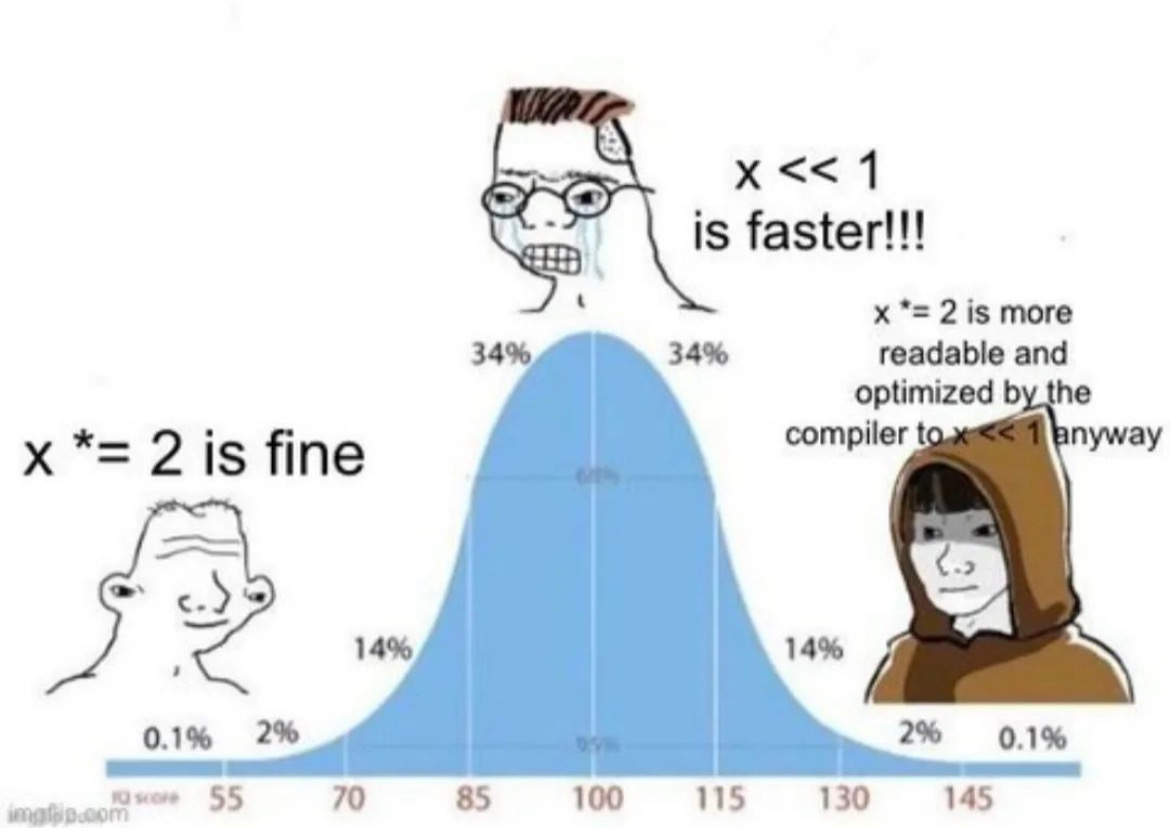 x << 1
is faster!!!
x *= 2 is more
readable and
optimized by the
compiler to x << 1 anyway
34% 34%
x *= 2 is fine
68%
14% 14%
0.1% 2% 2% 0.1%
95%
IQ score 55 70 85 100 115 130 145
imgflip.com